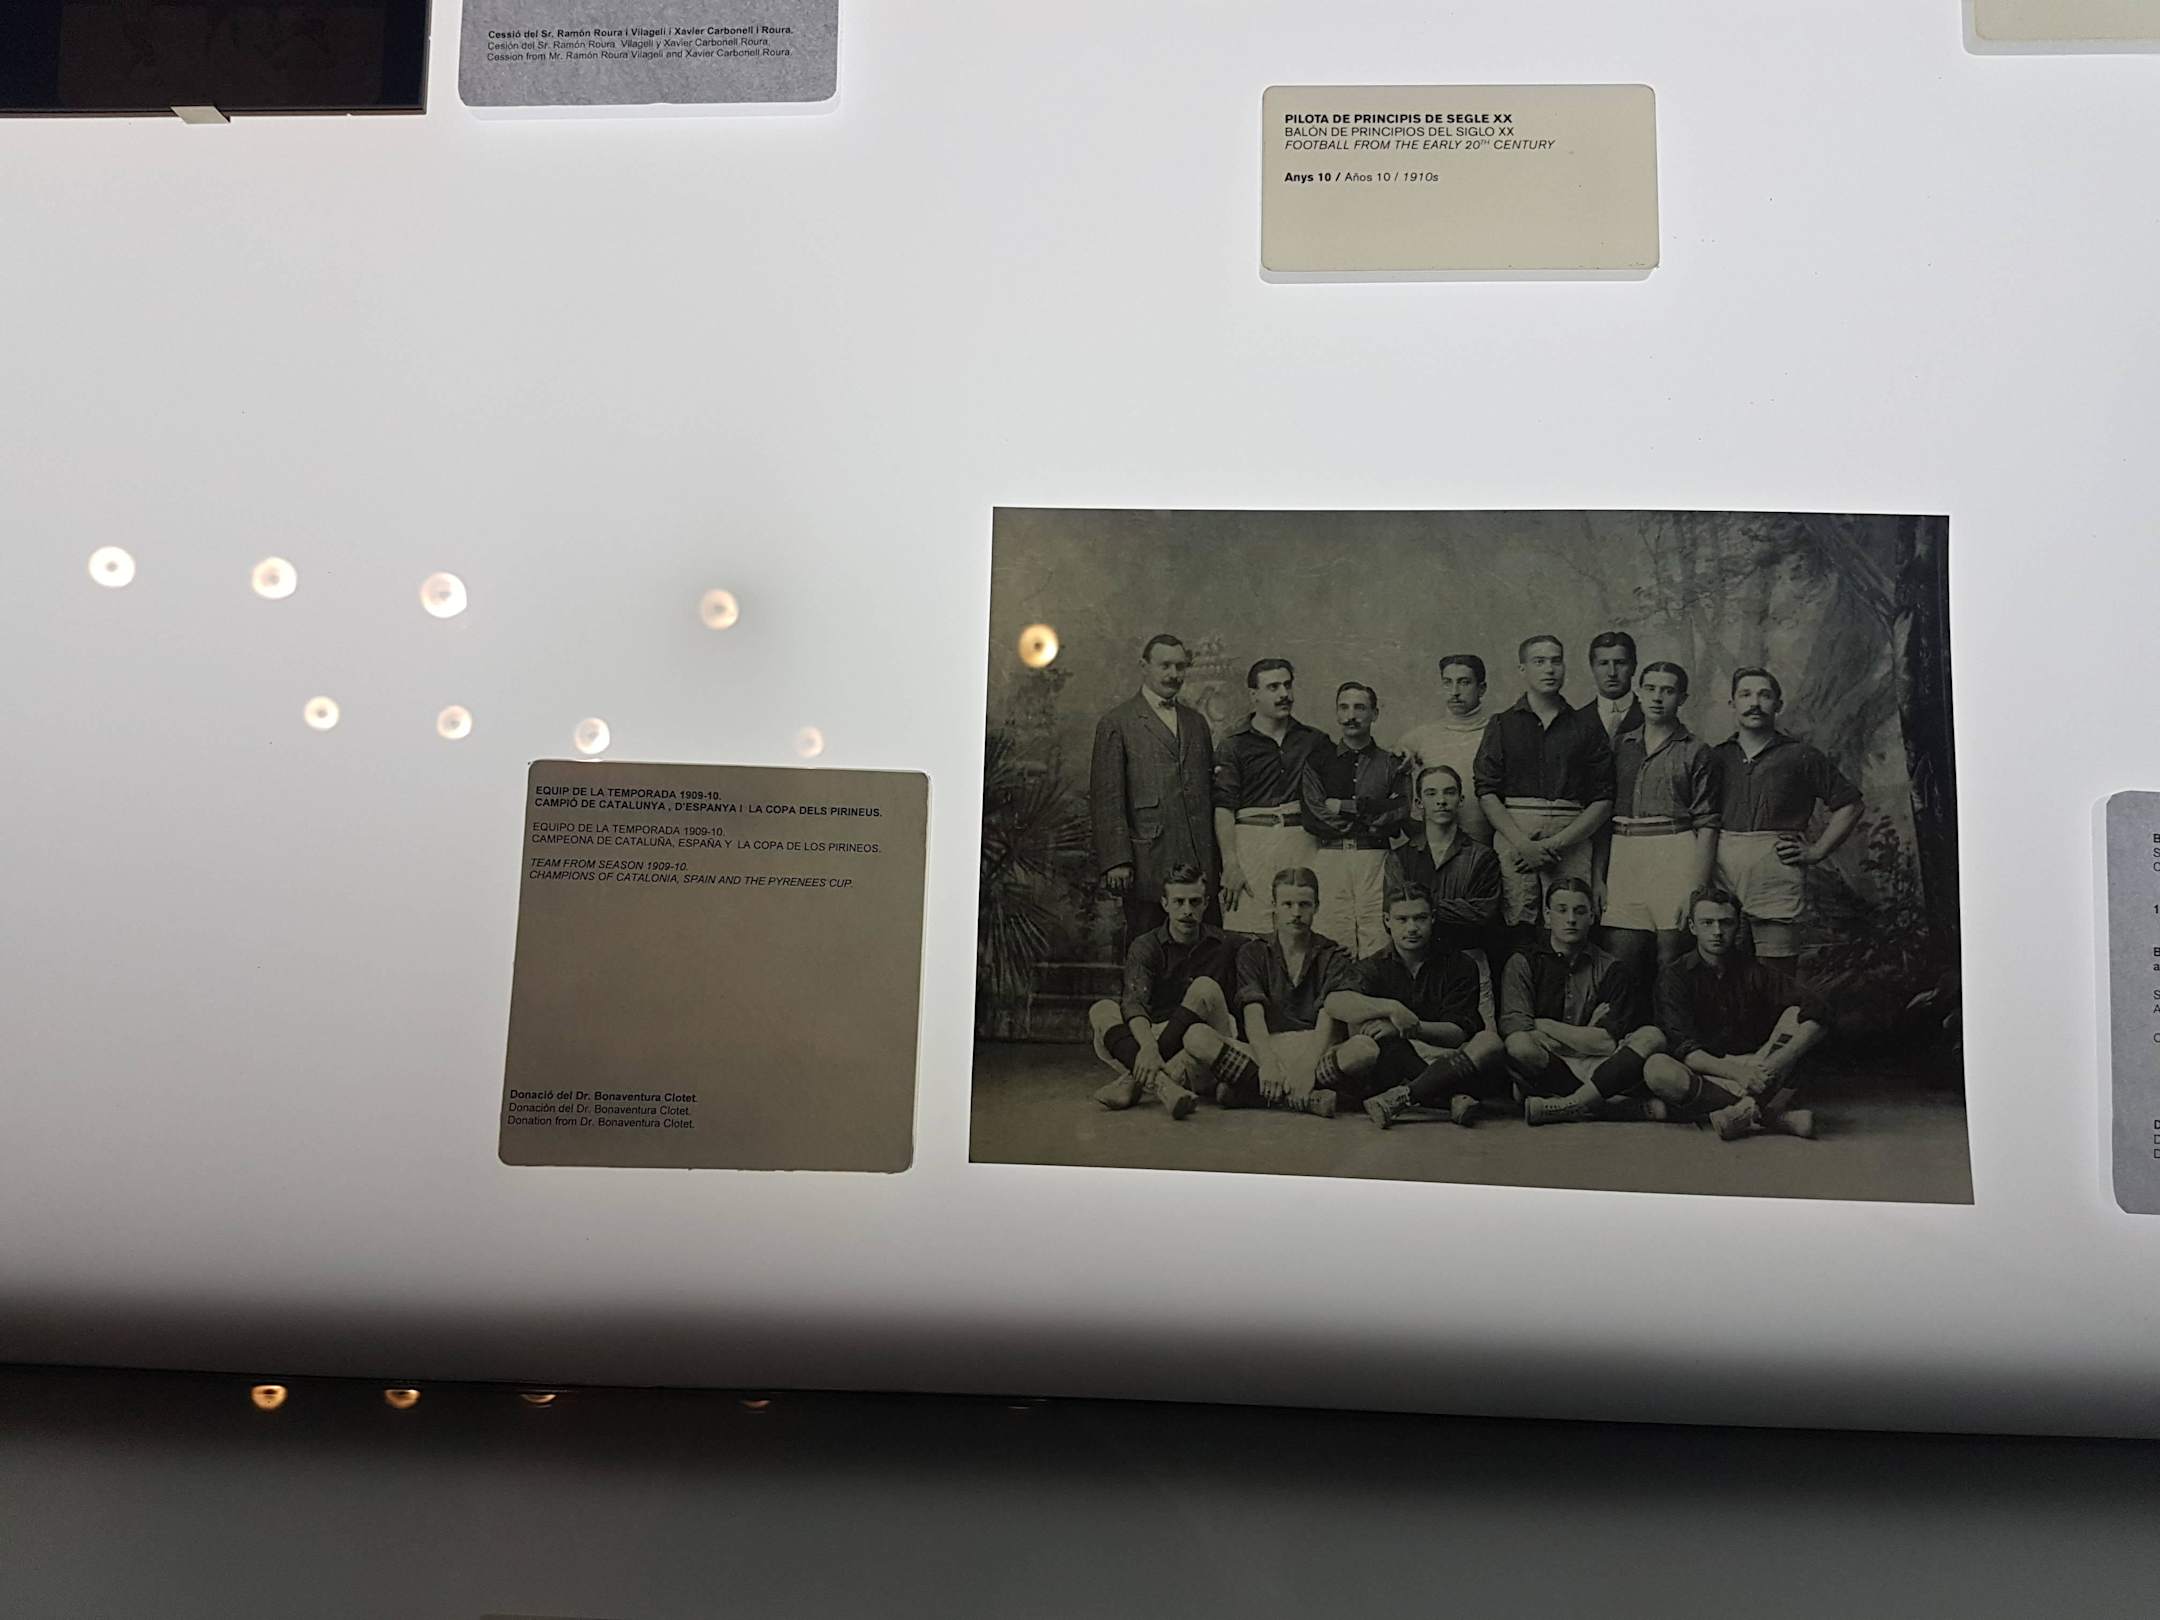 Cessió del Sr. Ramón Roura i Vilageli i Xavier Carbonell i Roura.
Cesión del Sr. Ramón Roura Vilageli y Xavier Carbonell Roura.
Cession from Mr. Ramón Roura Vilageli and Xavier Carbonell Roura.
PILOTA DE PRINCIPIS DE SEGLE XX
BALÓN DE PRINCIPIOS DEL SIGLO XX
FOOTBALL FROM THE EARLY 20TH CENTURY
Anys 10 / Años 10 / 1910s
EQUIP DE LA TEMPORADA 1909-10.
CAMPIÓ DE CATALUNYA , D'ESPANYA I LA COPA DELS PIRINEUS.
EQUIPO DE LA TEMPORADA 1909-10.
CAMPEONA DE CATALUÑA, ESPAÑA Y LA COPA DE LOS PIRINEOS.
TEAM FROM SEASON 1909-10.
CHAMPIONS OF CATALONIA, SPAIN AND THE PYRENEES CUP.
Donació del Dr. Bonaventura Clotet.
Donación del Dr. Bonaventura Clotet.
Donation from Dr. Bonaventura Clotet.